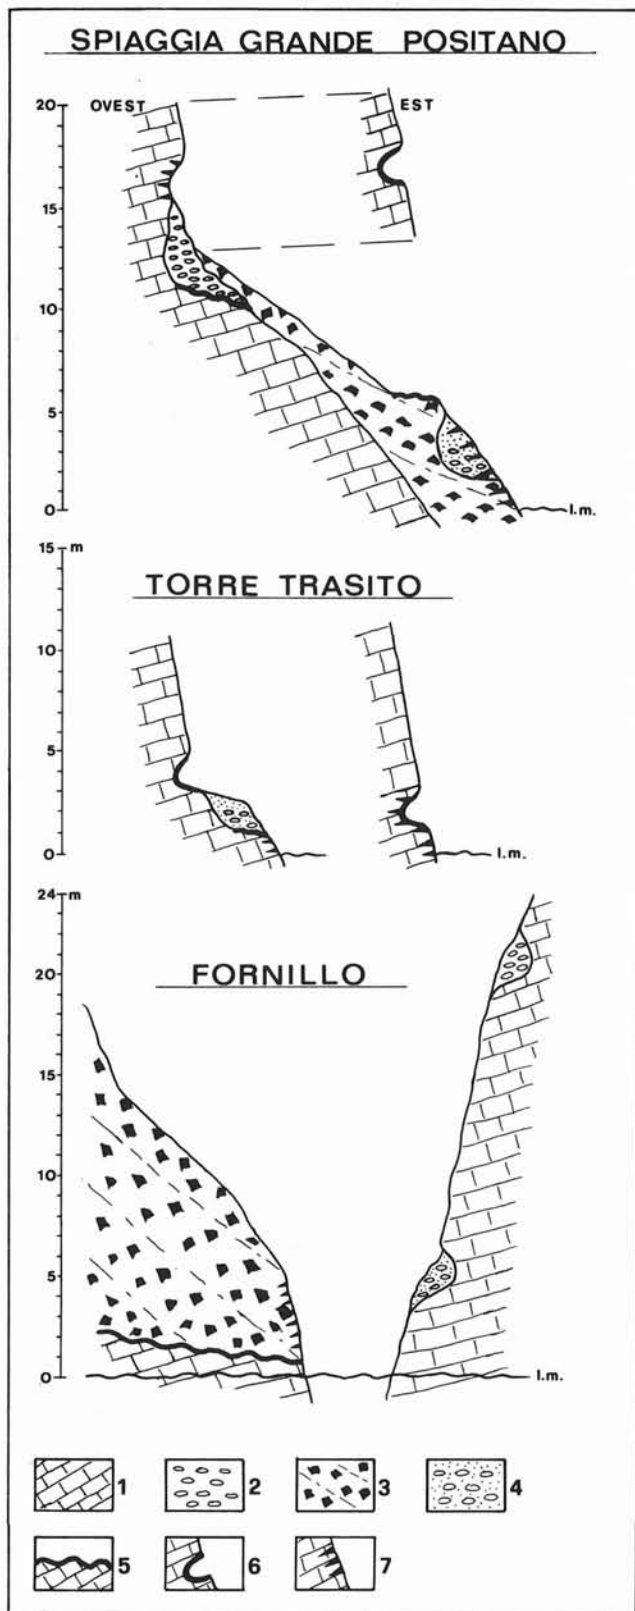 SPIAGGIA GRANDE POSITANO
20 OVEST EST
15
10
5
0 l.m.
15 m
TORRE TRASITO
10
5
0 l.m.
24 m
FORNILLO
20
15
10
5
0 l.m.
1 2 3 4
5 6 7